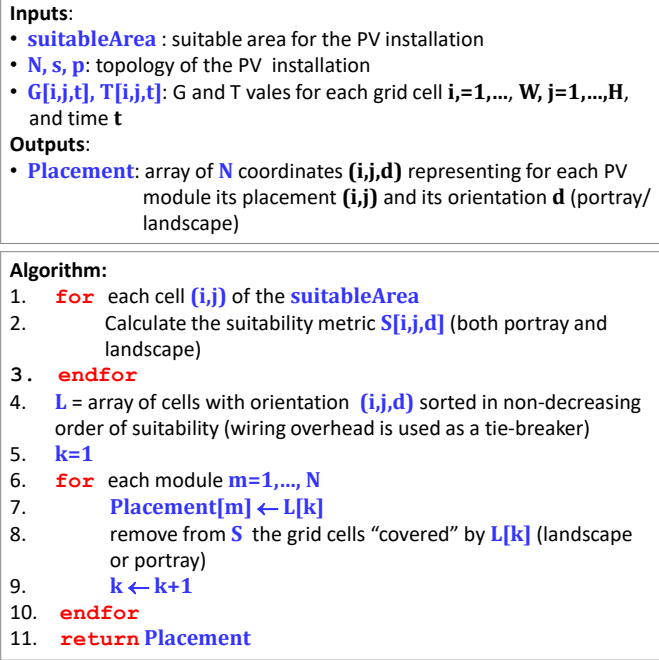 Inputs:
• suitableArea : suitable area for the PV installation
• N, s, p: topology of the PV installation
• G[i,j,t], T[i,j,t]: G and T vales for each grid cell i,=1,…, W, j=1,…,H,
and time t
Outputs:
• Placement: array of N coordinates (i,j,d) representing for each PV
module its placement (i,j) and its orientation d (portray/
landscape)
Algorithm:
1. for each cell (i,j) of the suitableArea
2. Calculate the suitability metric S[i,j,d] (both portray and
landscape)
3. endfor
4. L = array of cells with orientation (i,j,d) sorted in non-decreasing
order of suitability (wiring overhead is used as a tie-breaker)
5. k=1
6. for each module m=1,…, N
7. Placement[m] ← L[k]
8. remove from S the grid cells “covered” by L[k] (landscape
or portray)
9. k ← k+1
10. endfor
11. return Placement